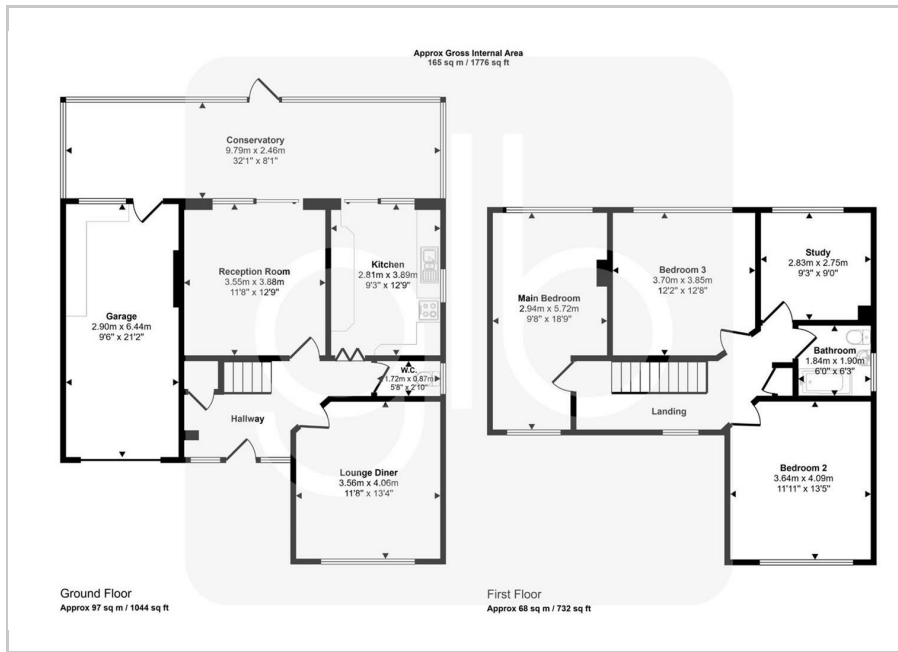 Approx Gross Internal Area
165 sq m / 1776 sq ft
Conservatory
9.79m x 2.46m
32'1" x 8'1"
Reception Room
3.55m x 3.88m
11'8" x 12'9"
Kitchen
2.81m x 3.89m
9'3" x 12'9"
Garage
2.90m x 6.44m
9'6" x 21'2"
W.C.
1.72m x 0.87m
5'8" x 2'10"
Hallway
Lounge Diner
3.56m x 4.06m
11'8" x 13'4"
Ground Floor
Approx 97 sq m / 1044 sq ft
Main Bedroom
2.94m x 5.72m
9'8" x 18'9"
Bedroom 3
3.70m x 3.85m
12'2" x 12'8"
Study
2.83m x 2.75m
9'3" x 9'0"
Bathroom
1.84m x 1.90m
6'0" x 6'3"
Landing
Bedroom 2
3.64m x 4.09m
11'11" x 13'5"
First Floor
Approx 68 sq m / 732 sq ft
glb